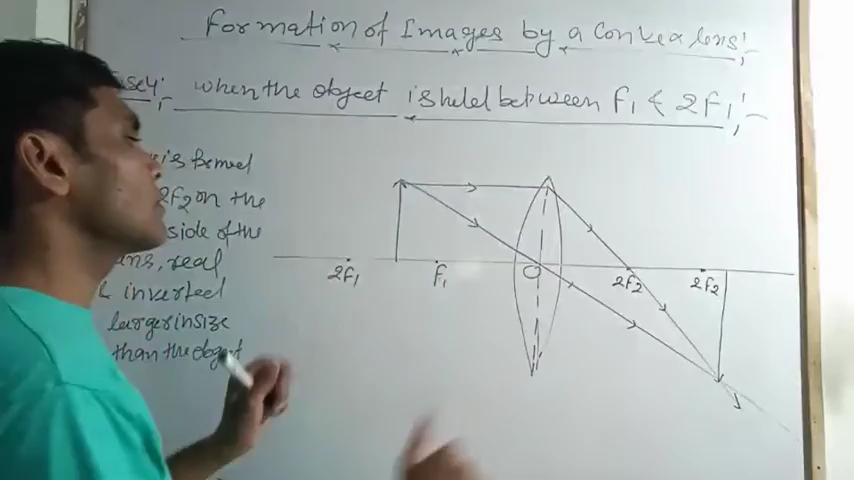 Formation of Images by a Convex lens:
Case4: when the object is held between F1 & 2F1:-
is formed
2F2 on the
side of the
ns, real
& inverted
larger in size
than the object
2F1
F1
O
2F2
2F2